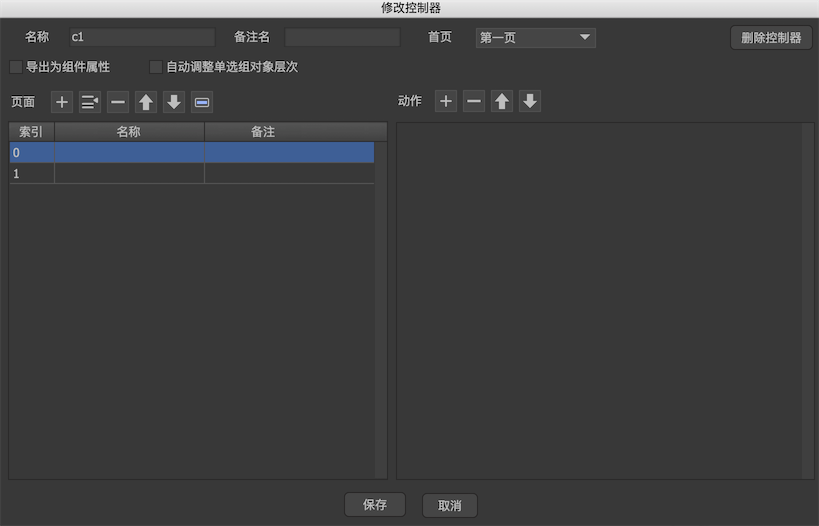 修改控制器
名称 c1 备注名 首页 第一页 删除控制器
导出为组件属性 自动调整单选组对象层次
页面 动作
索引 名称 备注
0
1
保存 取消